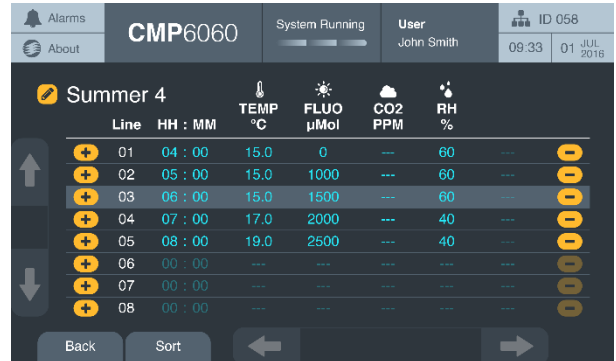 Alarms
About
CMP6060
System Running
User
John Smith
ID 058
09:33
01 JUL 2016
Summer 4
TEMP FLUO CO2 RH
Line HH : MM °C µMol PPM %
01 04 : 00 15.0 0 --- 60 ---
02 05 : 00 15.0 1000 --- 60 ---
03 06 : 00 15.0 1500 --- 60 ---
04 07 : 00 17.0 2000 --- 40 ---
05 08 : 00 19.0 2500 --- 40 ---
06 00 : 00 --- --- --- --- ---
07 00 : 00 --- --- --- --- ---
08 00 : 00 --- --- --- --- ---
Back Sort